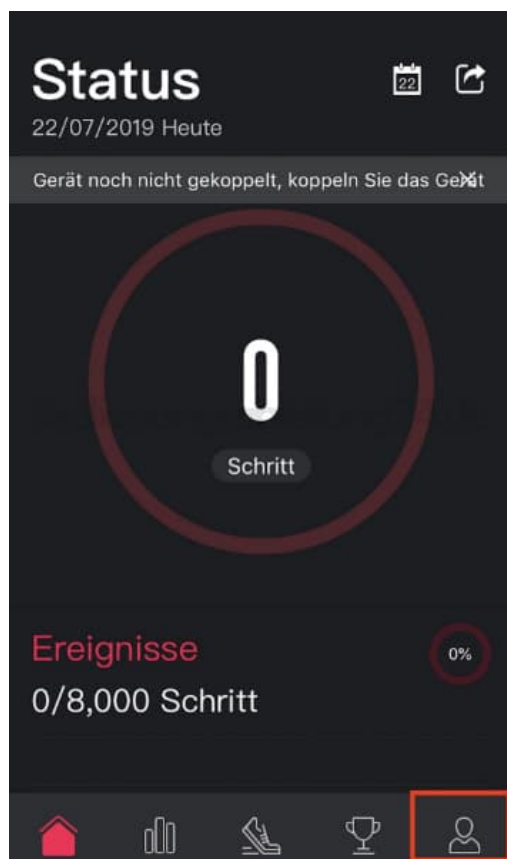 Status
22
22/07/2019 Heute
Gerät noch nicht gekoppelt, koppeln Sie das Gerät
0
Schritt
Ereignisse
0%
0/8,000 Schritt